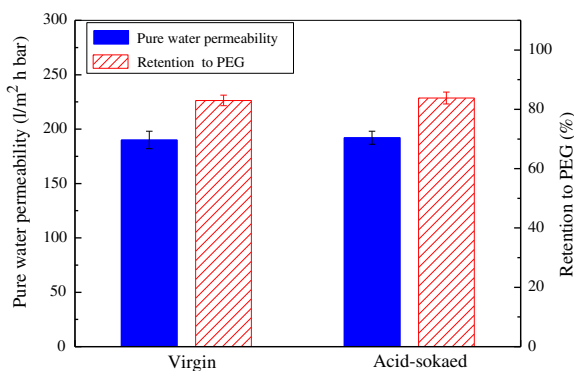 Pure water permeability (l/m² h bar)
300
250
200
150
100
50
0
Pure water permeability
Retention to PEG
100
80
60
40
20
0
Retention to PEG (%)
Virgin
Acid-sokaed